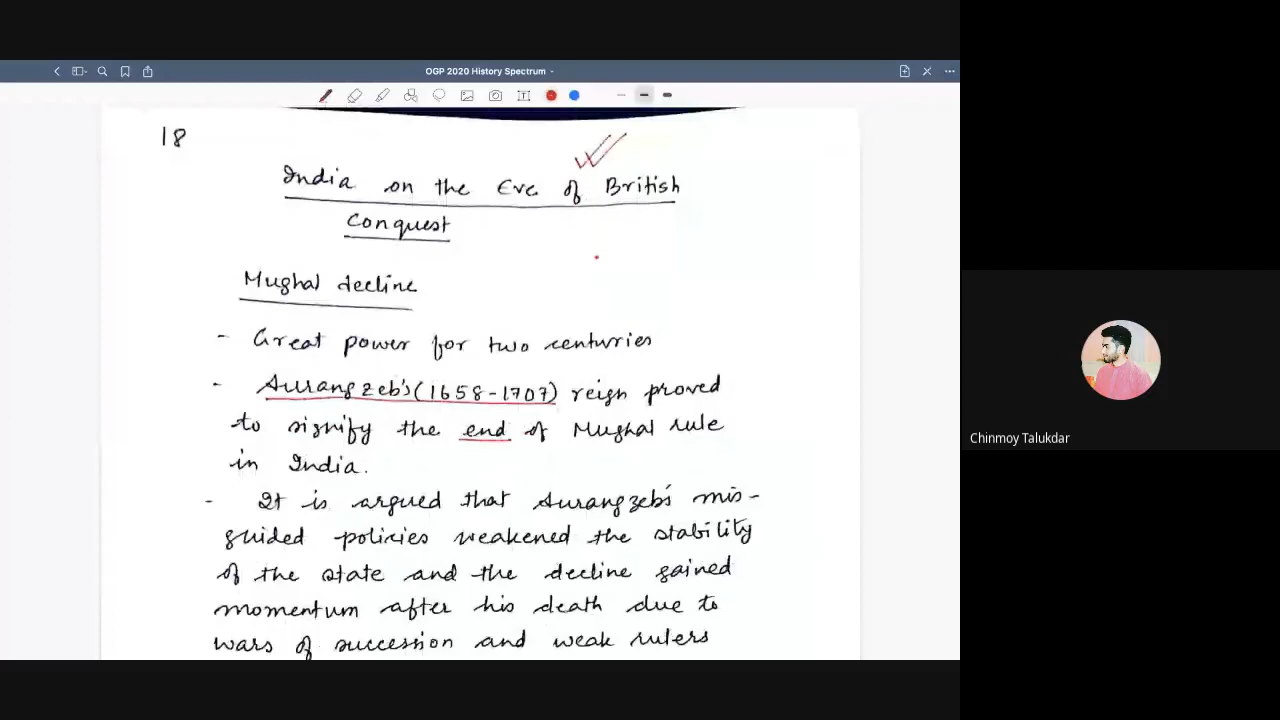 OGP 2020 History Spectrum
18
India on the Eve of British
Conquest
Mughal decline
- Great power for two centuries
- Aurangzeb's (1658-1707) reign proved
to signify the end of Mughal rule
in India.
- It is argued that Aurangzeb's mis-
guided policies weakened the stability
of the state and the decline gained
momentum after his death due to
wars of succession and weak rulers
Chinmoy Talukdar